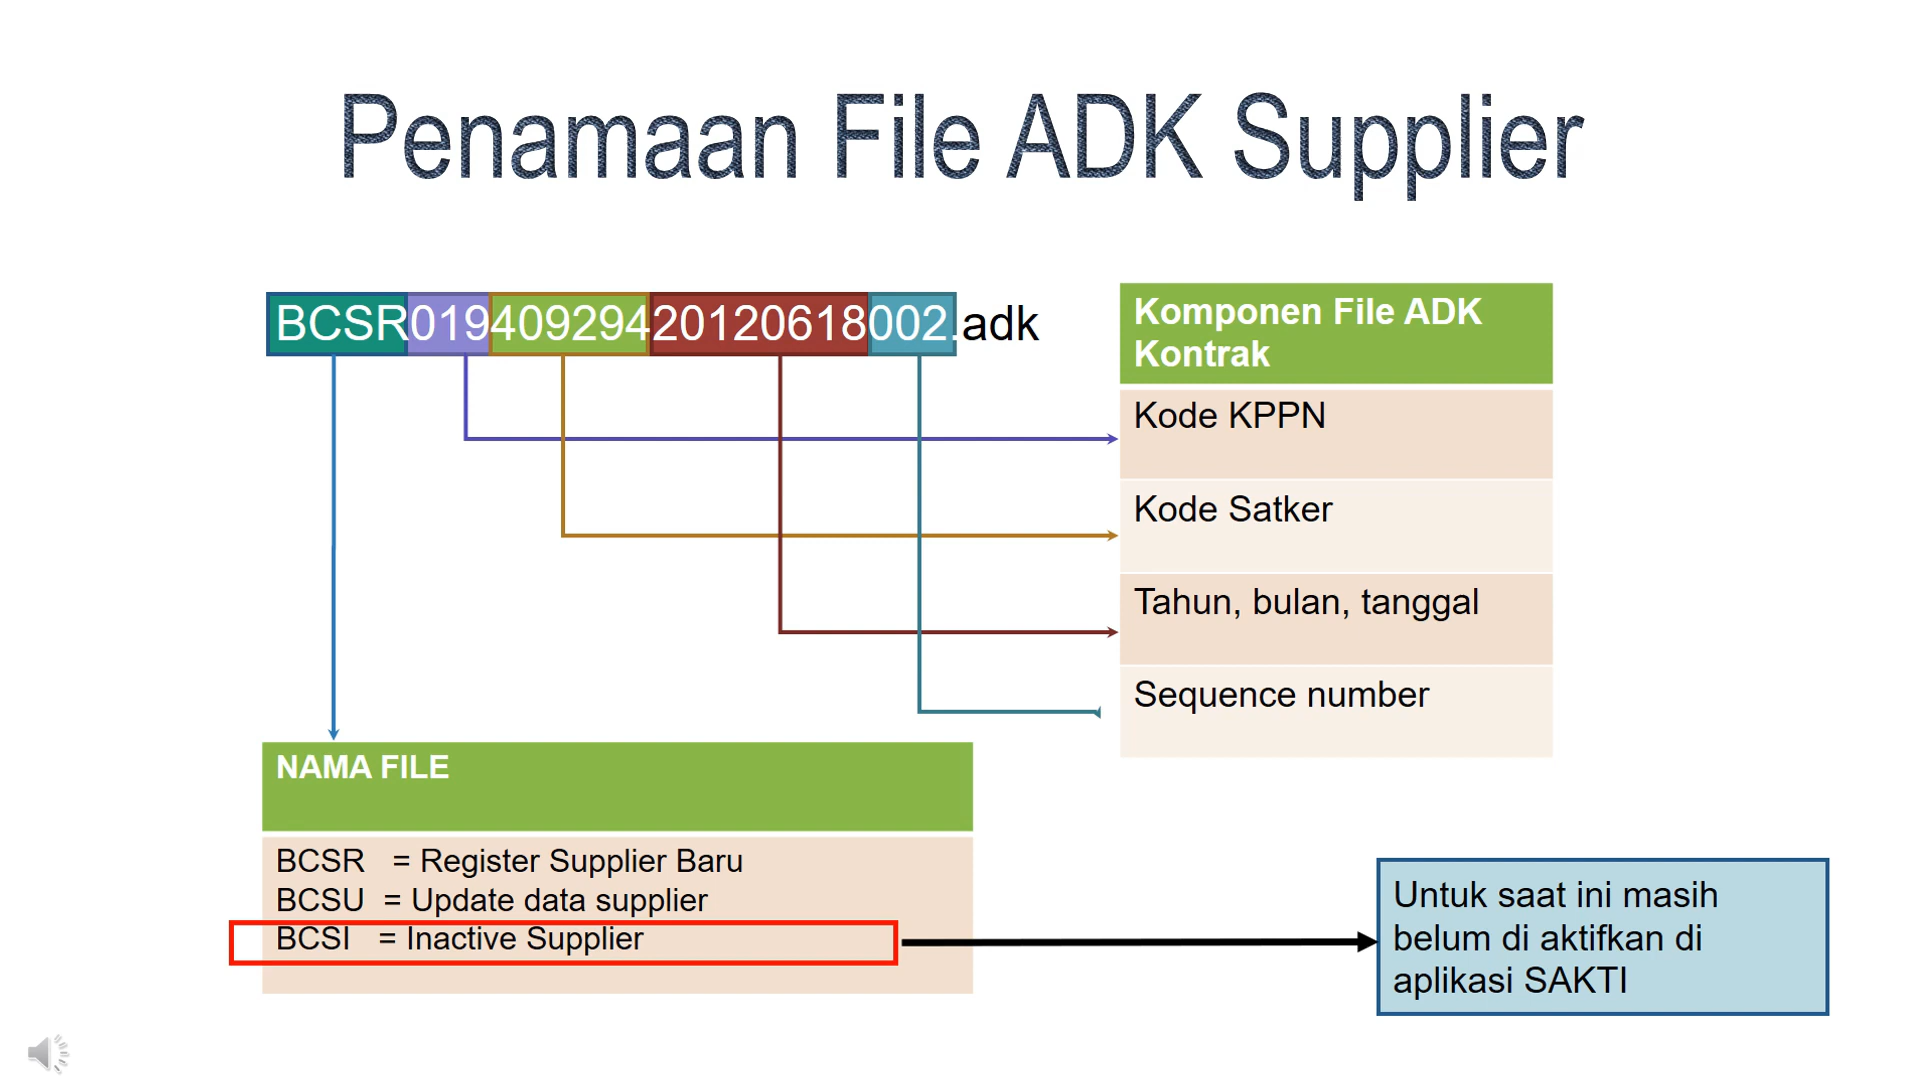 Penamaan File ADK Supplier
BCSR01940929420120618002.adk
Komponen File ADK
Kontrak
Kode KPPN
Kode Satker
Tahun, bulan, tanggal
Sequence number
NAMA FILE
BCSR = Register Supplier Baru
BCSU = Update data supplier
BCSI = Inactive Supplier
Untuk saat ini masih
belum di aktifkan di
aplikasi SAKTI